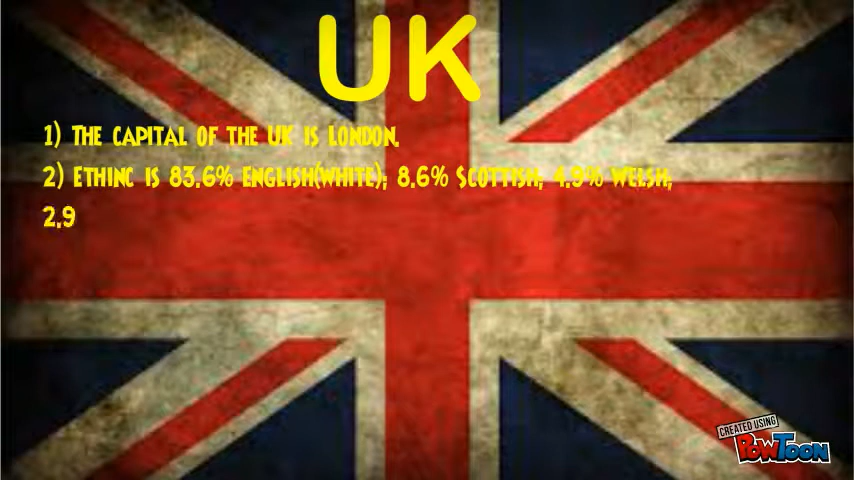 UK
1) The capital of the UK is London.
2) Ethinc is 83.6% English(white); 8.6% Scottish; 4.9% Welsh;
2.9
CREATED USING
PowToon